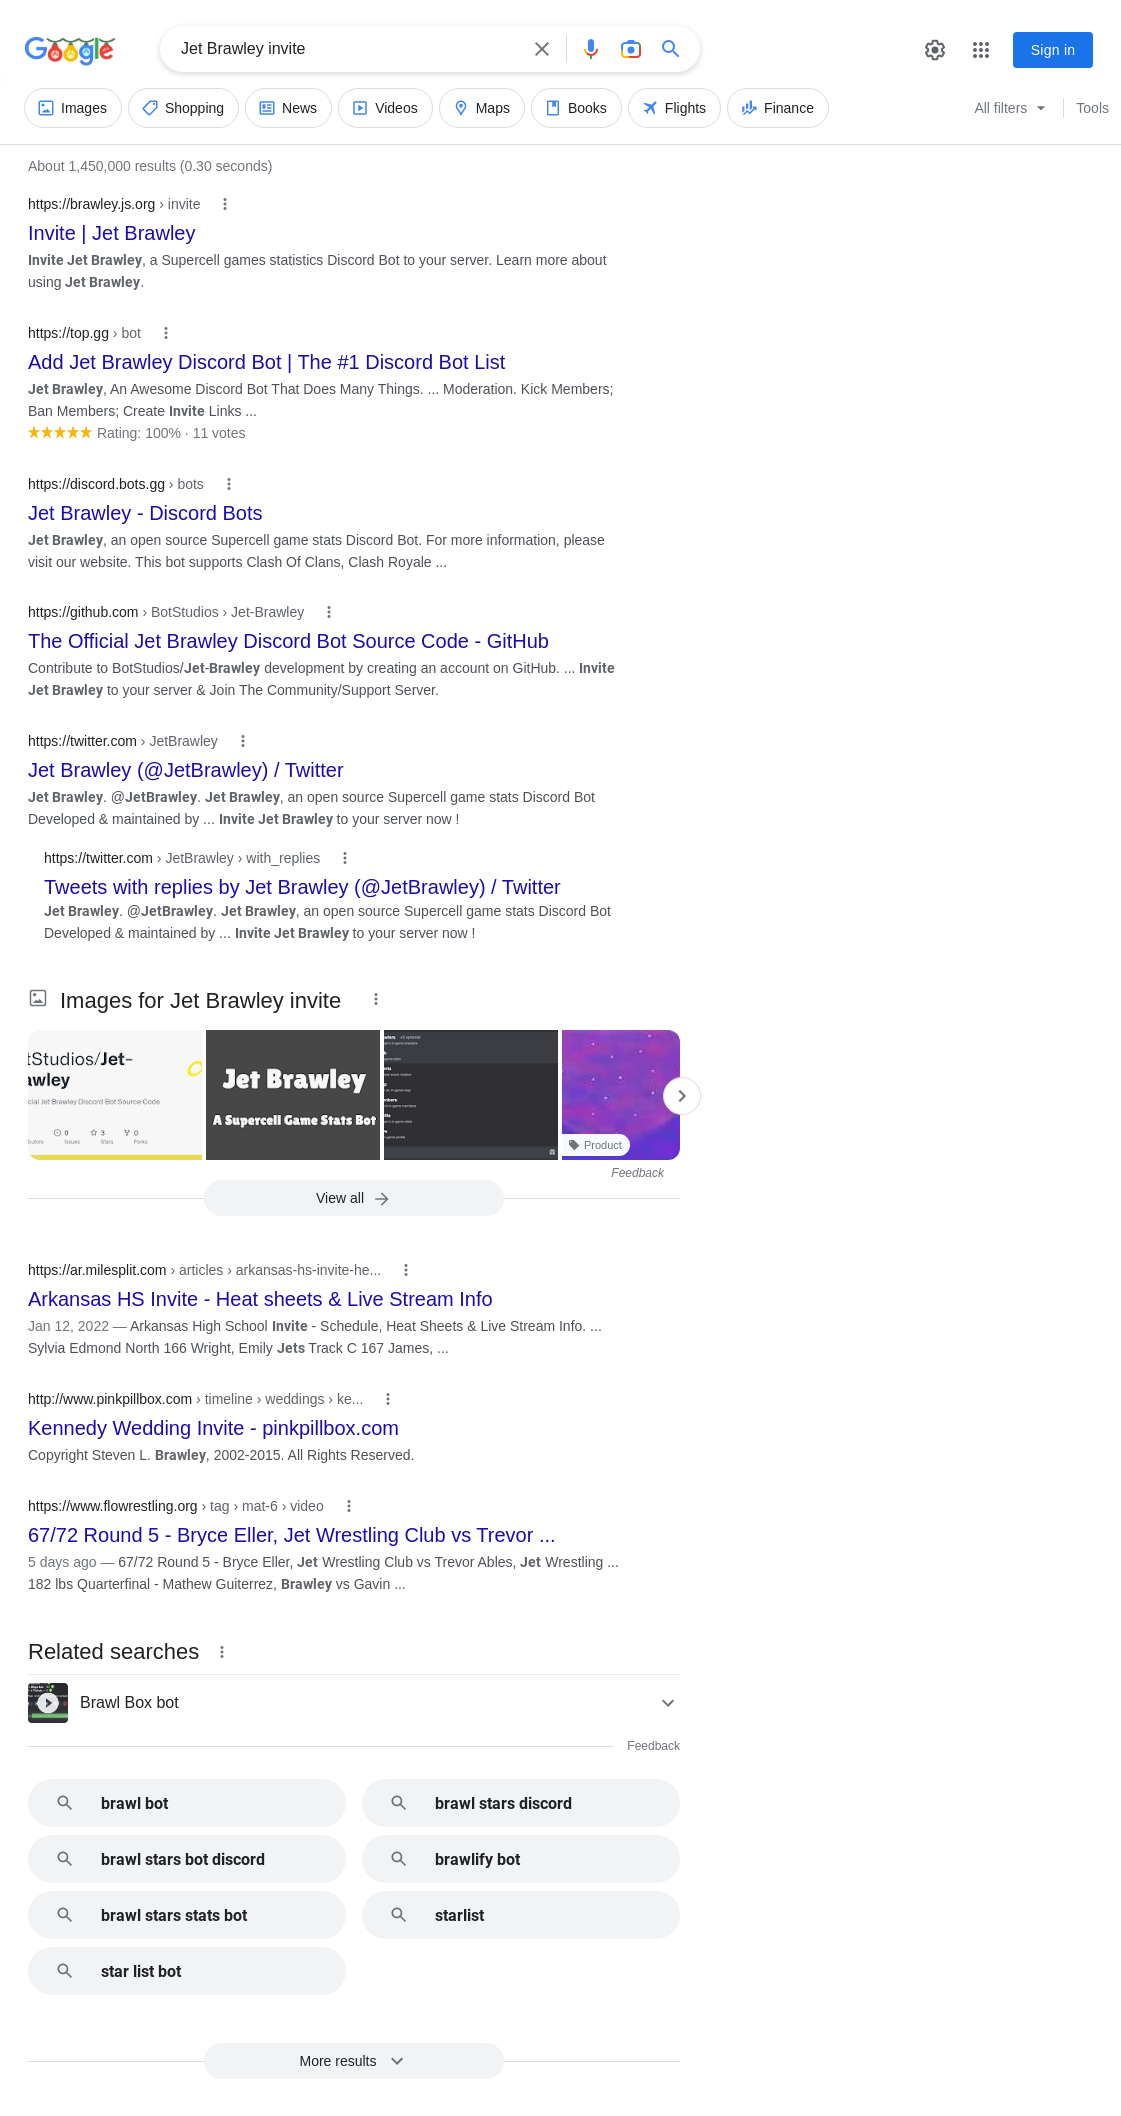 Google
Jet Brawley invite
Sign in
Images Shopping News Videos Maps Books Flights Finance All filters Tools
About 1,450,000 results (0.30 seconds)
https://brawley.js.org › invite
Invite | Jet Brawley
Invite Jet Brawley, a Supercell games statistics Discord Bot to your server. Learn more about
using Jet Brawley.
https://top.gg › bot
Add Jet Brawley Discord Bot | The #1 Discord Bot List
Jet Brawley, An Awesome Discord Bot That Does Many Things. ... Moderation. Kick Members;
Ban Members; Create Invite Links ...
Rating: 100% · 11 votes
https://discord.bots.gg › bots
Jet Brawley - Discord Bots
Jet Brawley, an open source Supercell game stats Discord Bot. For more information, please
visit our website. This bot supports Clash Of Clans, Clash Royale ...
https://github.com › BotStudios › Jet-Brawley
The Official Jet Brawley Discord Bot Source Code - GitHub
Contribute to BotStudios/Jet-Brawley development by creating an account on GitHub. ... Invite
Jet Brawley to your server & Join The Community/Support Server.
https://twitter.com › JetBrawley
Jet Brawley (@JetBrawley) / Twitter
Jet Brawley. @JetBrawley. Jet Brawley, an open source Supercell game stats Discord Bot
Developed & maintained by ... Invite Jet Brawley to your server now !
https://twitter.com › JetBrawley › with_replies
Tweets with replies by Jet Brawley (@JetBrawley) / Twitter
Jet Brawley. @JetBrawley. Jet Brawley, an open source Supercell game stats Discord Bot
Developed & maintained by ... Invite Jet Brawley to your server now !
Images for Jet Brawley invite
tStudios/Jet-
awley
cial Jet Brawley Discord Bot Source Code
0 3 0
Issues Stars Forks
Jet Brawley
A Supercell Game Stats Bot
Product
Feedback
View all
https://ar.milesplit.com › articles › arkansas-hs-invite-he...
Arkansas HS Invite - Heat sheets & Live Stream Info
Jan 12, 2022 — Arkansas High School Invite - Schedule, Heat Sheets & Live Stream Info. ...
Sylvia Edmond North 166 Wright, Emily Jets Track C 167 James, ...
http://www.pinkpillbox.com › timeline › weddings › ke...
Kennedy Wedding Invite - pinkpillbox.com
Copyright Steven L. Brawley, 2002-2015. All Rights Reserved.
https://www.flowrestling.org › tag › mat-6 › video
67/72 Round 5 - Bryce Eller, Jet Wrestling Club vs Trevor ...
5 days ago — 67/72 Round 5 - Bryce Eller, Jet Wrestling Club vs Trevor Ables, Jet Wrestling ...
182 lbs Quarterfinal - Mathew Guiterrez, Brawley vs Gavin ...
Related searches
Brawl Box bot
Feedback
brawl bot brawl stars discord
brawl stars bot discord brawlify bot
brawl stars stats bot starlist
star list bot
More results